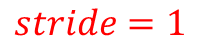 stride = 1